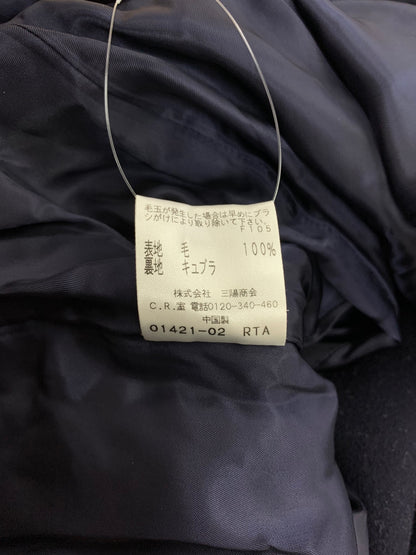 毛玉が発生した場合は早めにブラ
シがけにより取り除いて下さい。
F105
表地 毛 100%
裏地 キュプラ
株式会社 三陽商会
C.R.室 電話0120-340-460
中国製
01421-02 RTA